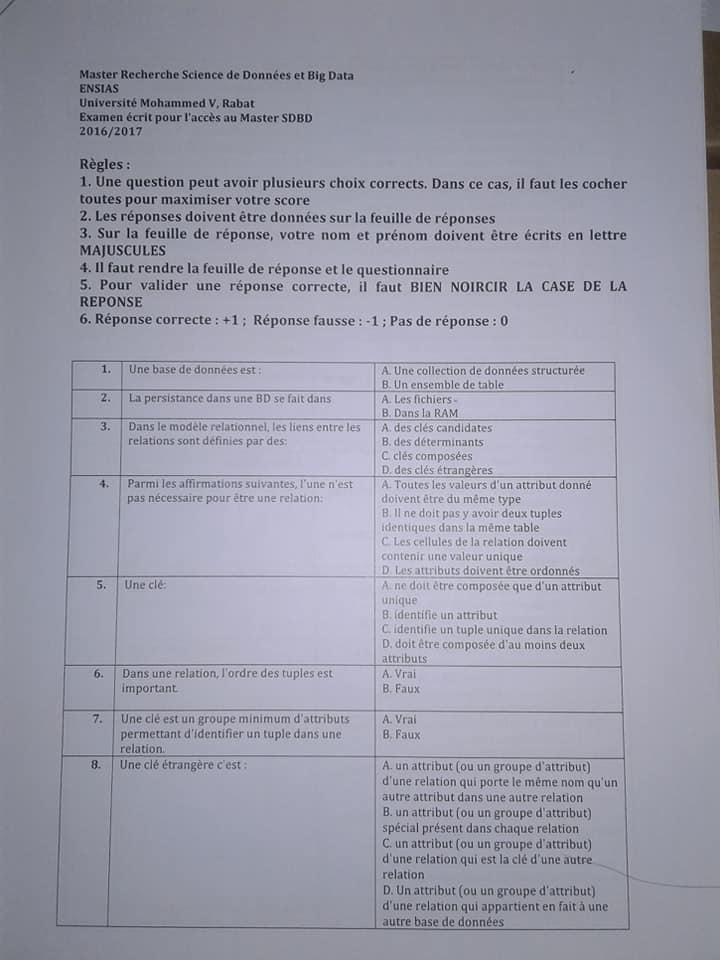 Master Recherche Science de Données et Big Data
ENSIAS
Université Mohammed V, Rabat
Examen écrit pour l'accès au Master SDBD
2016/2017
Règles :
1. Une question peut avoir plusieurs choix corrects. Dans ce cas, il faut les cocher
toutes pour maximiser votre score
2. Les réponses doivent être données sur la feuille de réponses
3. Sur la feuille de réponse, votre nom et prénom doivent être écrits en lettre
MAJUSCULES
4. Il faut rendre la feuille de réponse et le questionnaire
5. Pour valider une réponse correcte, il faut BIEN NOIRCIR LA CASE DE LA
REPONSE
6. Réponse correcte : +1 ; Réponse fausse : -1 ; Pas de réponse : 0
1. Une base de données est :
A. Une collection de données structurée
B. Un ensemble de table
2. La persistance dans une BD se fait dans
A. Les fichiers
B. Dans la RAM
3. Dans le modèle relationnel, les liens entre les
relations sont définies par des:
A. des clés candidates
B. des déterminants
C. clés composées
D. des clés étrangères
4. Parmi les affirmations suivantes, l'une n'est
pas nécessaire pour être une relation:
A. Toutes les valeurs d'un attribut donné
doivent être du même type
B. Il ne doit pas y avoir deux tuples
identiques dans la même table
C. Les cellules de la relation doivent
contenir une valeur unique
D. Les attributs doivent être ordonnés
5. Une clé:
A. ne doit être composée que d'un attribut
unique
B. identifie un attribut
C. identifie un tuple unique dans la relation
D. doit être composée d'au moins deux
attributs
6. Dans une relation, l'ordre des tuples est
important.
A. Vrai
B. Faux
7. Une clé est un groupe minimum d'attributs
permettant d'identifier un tuple dans une
relation.
A. Vrai
B. Faux
8. Une clé étrangère c'est :
A. un attribut (ou un groupe d'attribut)
d'une relation qui porte le même nom qu'un
autre attribut dans une autre relation
B. un attribut (ou un groupe d'attribut)
spécial présent dans chaque relation
C. un attribut (ou un groupe d'attribut)
d'une relation qui est la clé d'une autre
relation
D. Un attribut (ou un groupe d'attribut)
d'une relation qui appartient en fait à une
autre base de données